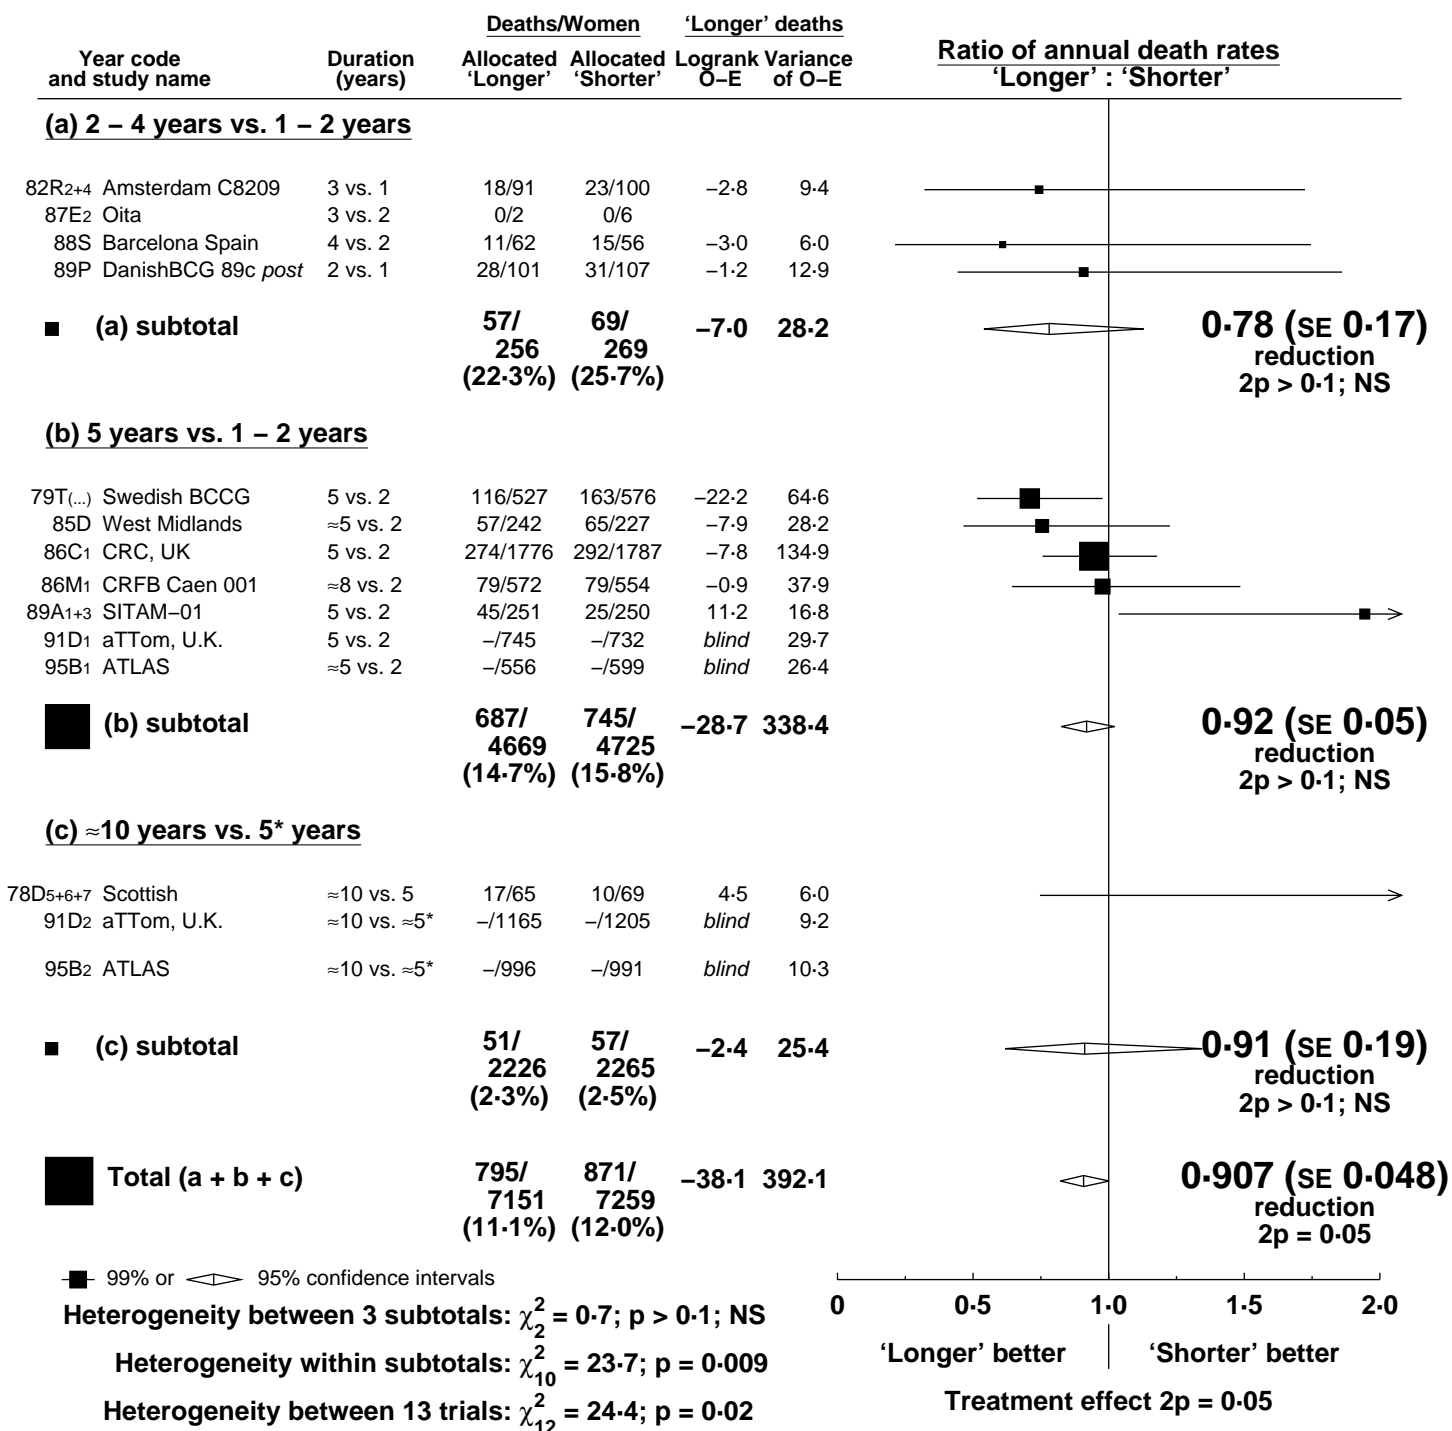 Deaths/Women ‘Longer’ deaths
Year code and study name Duration (years) Allocated ‘Longer’ Allocated ‘Shorter’ Logrank O–E Variance of O–E Ratio of annual death rates ‘Longer’ : ‘Shorter’
(a) 2 – 4 years vs. 1 – 2 years
82R2+4 Amsterdam C8209 3 vs. 1 18/91 23/100 –2·8 9·4
87E2 Oita 3 vs. 2 0/2 0/6
88S Barcelona Spain 4 vs. 2 11/62 15/56 –3·0 6·0
89P DanishBCG 89c post 2 vs. 1 28/101 31/107 –1·2 12·9
(a) subtotal 57/256 (22·3%) 69/269 (25·7%) –7·0 28·2 0·78 (SE 0·17)
reduction
2p > 0·1; NS
(b) 5 years vs. 1 – 2 years
79T(...) Swedish BCCG 5 vs. 2 116/527 163/576 –22·2 64·6
85D West Midlands ≈5 vs. 2 57/242 65/227 –7·9 28·2
86C1 CRC, UK 5 vs. 2 274/1776 292/1787 –7·8 134·9
86M1 CRFB Caen 001 ≈8 vs. 2 79/572 79/554 –0·9 37·9
89A1+3 SITAM–01 5 vs. 2 45/251 25/250 11·2 16·8
91D1 aTTom, U.K. 5 vs. 2 –/745 –/732 blind 29·7
95B1 ATLAS ≈5 vs. 2 –/556 –/599 blind 26·4
(b) subtotal 687/4669 (14·7%) 745/4725 (15·8%) –28·7 338·4 0·92 (SE 0·05)
reduction
2p > 0·1; NS
(c) ≈10 years vs. 5* years
78D5+6+7 Scottish ≈10 vs. 5 17/65 10/69 4·5 6·0
91D2 aTTom, U.K. ≈10 vs. ≈5* –/1165 –/1205 blind 9·2
95B2 ATLAS ≈10 vs. ≈5* –/996 –/991 blind 10·3
(c) subtotal 51/2226 (2·3%) 57/2265 (2·5%) –2·4 25·4 0·91 (SE 0·19)
reduction
2p > 0·1; NS
Total (a + b + c) 795/7151 (11·1%) 871/7259 (12·0%) –38·1 392·1 0·907 (SE 0·048)
reduction
2p = 0·05
99% or 95% confidence intervals
0 0·5 1·0 1·5 2·0
‘Longer’ better ‘Shorter’ better
Treatment effect 2p = 0·05
Heterogeneity between 3 subtotals: χ²₂ = 0·7; p > 0·1; NS
Heterogeneity within subtotals: χ²₁₀ = 23·7; p = 0·009
Heterogeneity between 13 trials: χ²₁₂ = 24·4; p = 0·02